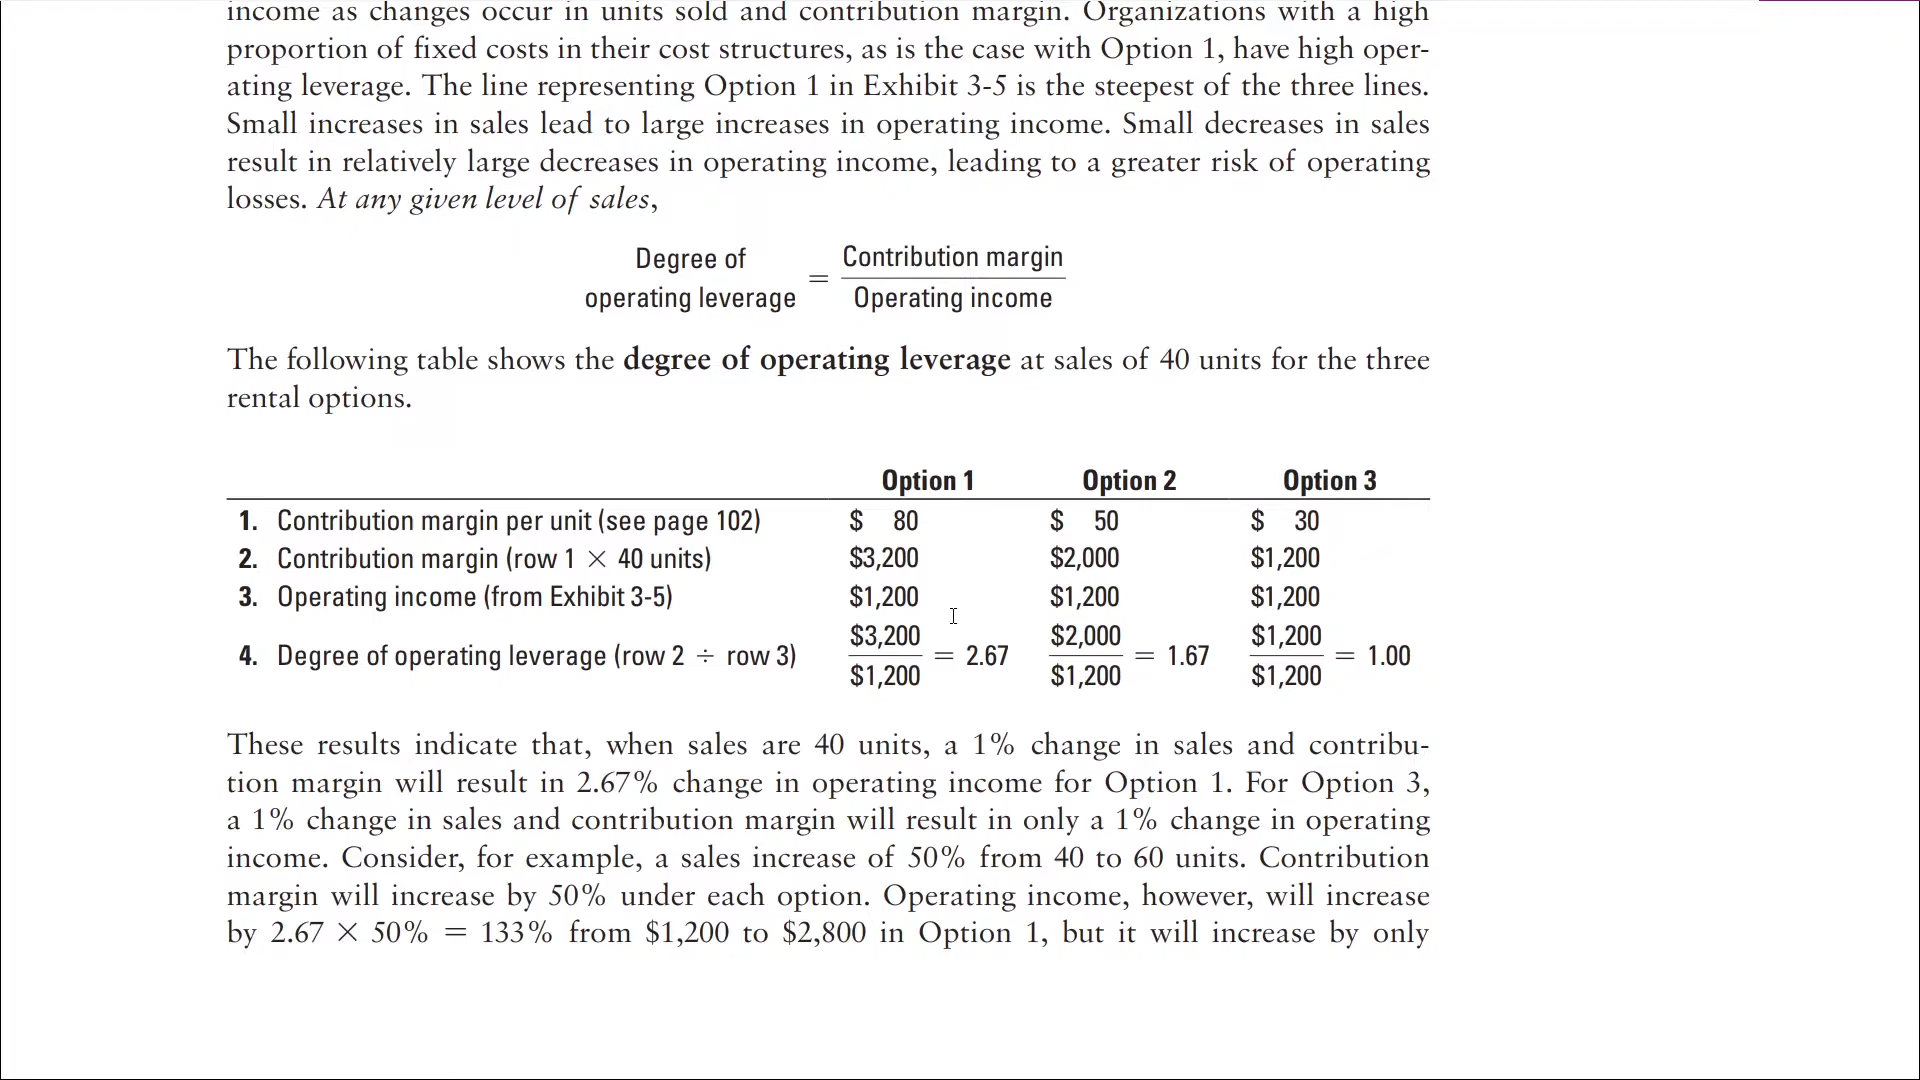 income as changes occur in units sold and contribution margin. Organizations with a high
proportion of fixed costs in their cost structures, as is the case with Option 1, have high oper-
ating leverage. The line representing Option 1 in Exhibit 3-5 is the steepest of the three lines.
Small increases in sales lead to large increases in operating income. Small decreases in sales
result in relatively large decreases in operating income, leading to a greater risk of operating
losses. At any given level of sales,
Degree of
operating leverage = Contribution margin
Operating income
The following table shows the degree of operating leverage at sales of 40 units for the three
rental options.
Option 1 Option 2 Option 3
1. Contribution margin per unit (see page 102) $ 80 $ 50 $ 30
2. Contribution margin (row 1 × 40 units) $3,200 $2,000 $1,200
3. Operating income (from Exhibit 3-5) $1,200 $1,200 $1,200
4. Degree of operating leverage (row 2 ÷ row 3) $3,200 / $1,200 = 2.67 $2,000 / $1,200 = 1.67 $1,200 / $1,200 = 1.00
These results indicate that, when sales are 40 units, a 1% change in sales and contribu-
tion margin will result in 2.67% change in operating income for Option 1. For Option 3,
a 1% change in sales and contribution margin will result in only a 1% change in operating
income. Consider, for example, a sales increase of 50% from 40 to 60 units. Contribution
margin will increase by 50% under each option. Operating income, however, will increase
by 2.67 × 50% = 133% from $1,200 to $2,800 in Option 1, but it will increase by only